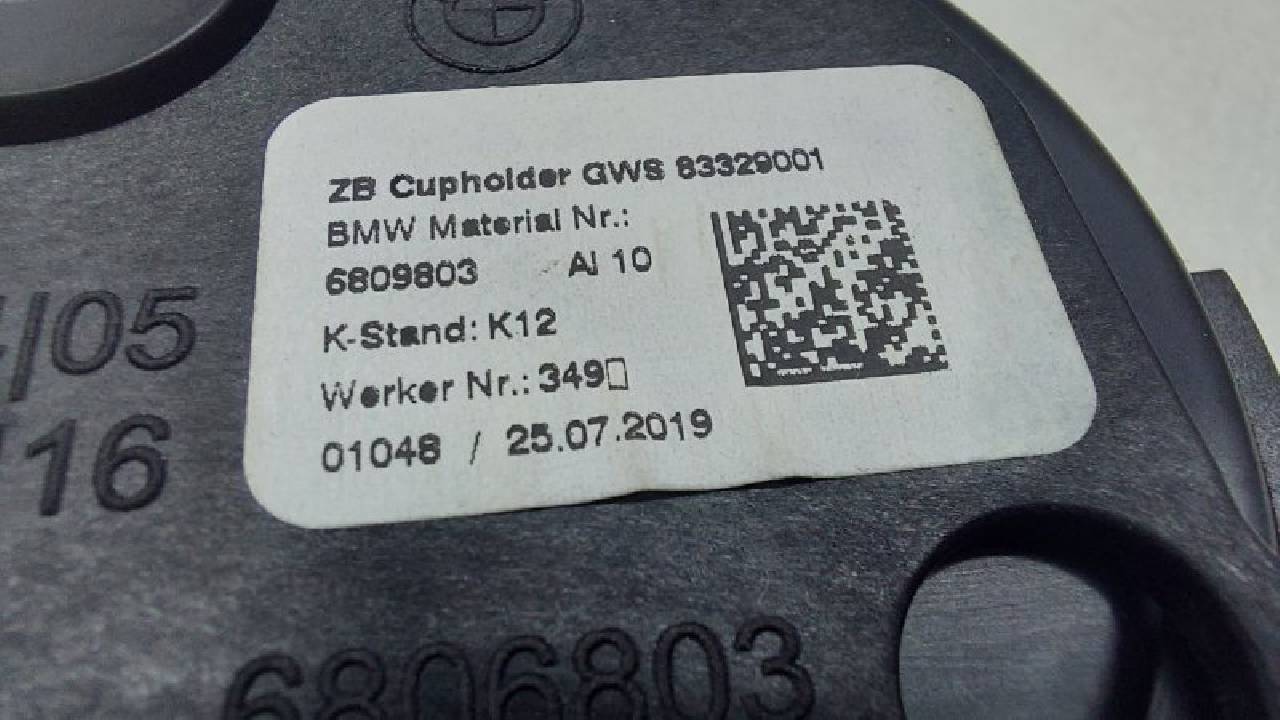 ZB Cupholder GWS 83329001
BMW Material Nr.:
6809803 AI 10
K-Stand: K12
Werker Nr.: 349
01048 / 25.07.2019
/05
16
6806803